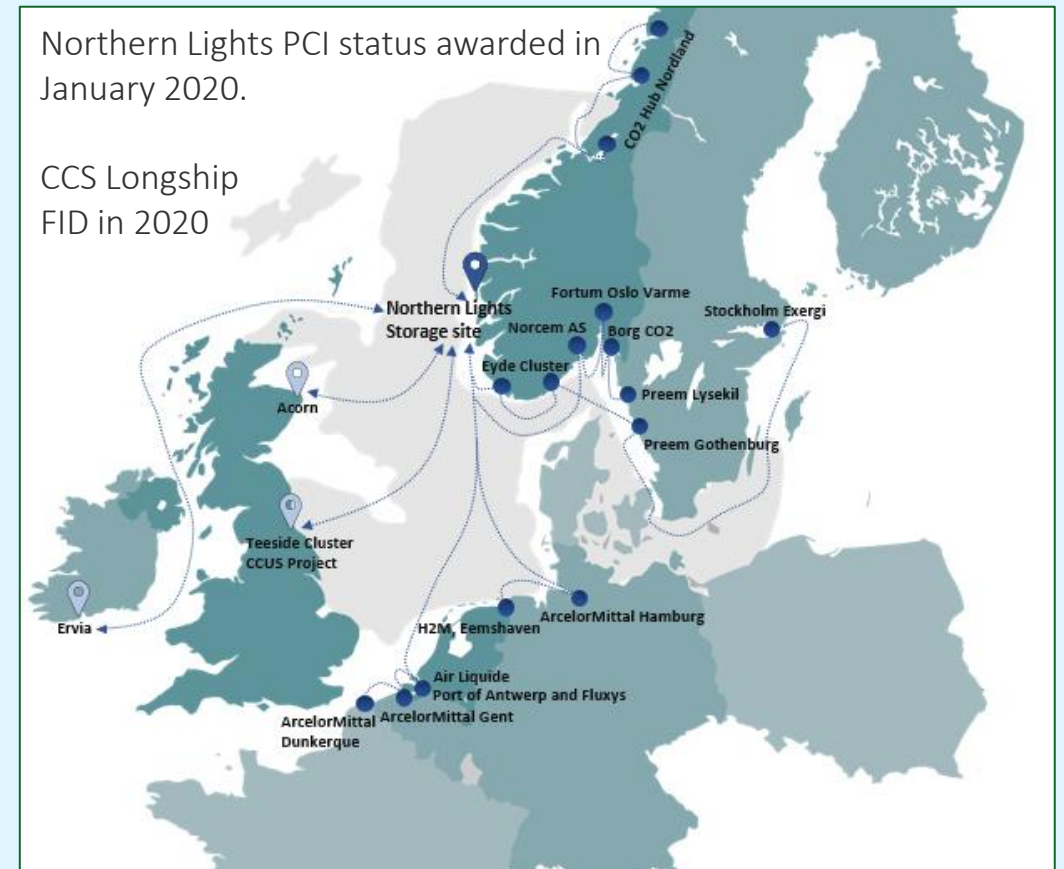 Northern Lights PCI status awarded in
January 2020.
CCS Longship
FID in 2020
CO2 Hub Nordland
Northern Lights
Storage site
Fortum Oslo Varme
Stockholm Exergi
Norcem AS
Borg CO2
Eyde Cluster
Preem Lysekil
Acorn
Preem Gothenburg
Teeside Cluster
CCUS Project
Ervia
H2M, Eemshaven
ArcelorMittal Hamburg
Air Liquide
Port of Antwerp and Fluxys
ArcelorMittal Gent
ArcelorMittal
Dunkerque